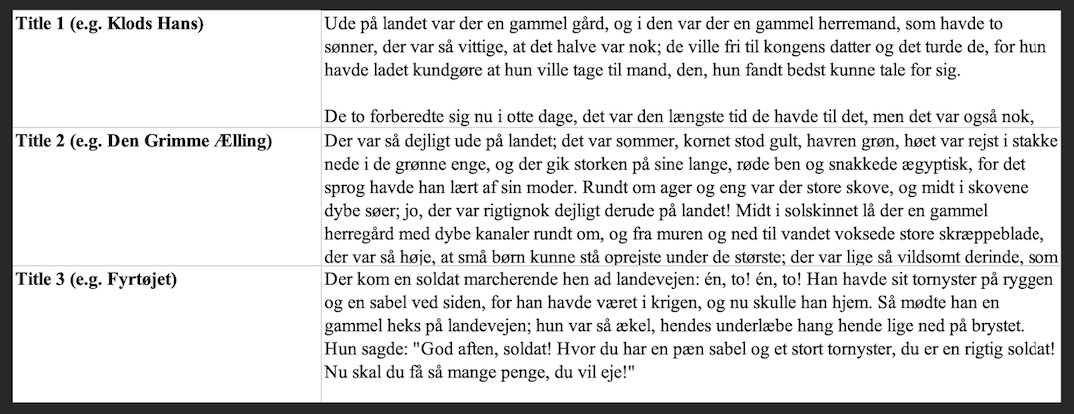 Title 1 (e.g. Klods Hans)
Ude på landet var der en gammel gård, og i den var der en gammel herremand, som havde to
sønner, der var så vittige, at det halve var nok; de ville fri til kongens datter og det turde de, for hun
havde ladet kundgøre at hun ville tage til mand, den, hun fandt bedst kunne tale for sig.
De to forberedte sig nu i otte dage, det var den længste tid de havde til det, men det var også nok,
Title 2 (e.g. Den Grimme Ælling)
Der var så dejligt ude på landet; det var sommer, kornet stod gult, havren grøn, høet var rejst i stakke
nede i de grønne enge, og der gik storken på sine lange, røde ben og snakkede ægyptisk, for det
sprog havde han lært af sin moder. Rundt om ager og eng var der store skove, og midt i skovene
dybe søer; jo, der var rigtignok dejligt derude på landet! Midt i solskinnet lå der en gammel
herregård med dybe kanaler rundt om, og fra muren og ned til vandet voksede store skræppeblade,
der var så høje, at små børn kunne stå oprejste under de største; der var lige så vildsomt derinde, som
Title 3 (e.g. Fyrtøjet)
Der kom en soldat marcherende hen ad landevejen: én, to! én, to! Han havde sit tornyster på ryggen
og en sabel ved siden, for han havde været i krigen, og nu skulle han hjem. Så mødte han en
gammel heks på landevejen; hun var så ækel, hendes underlæbe hang hende lige ned på brystet.
Hun sagde: "God aften, soldat! Hvor du har en pæn sabel og et stort tornyster, du er en rigtig soldat!
Nu skal du få så mange penge, du vil eje!"